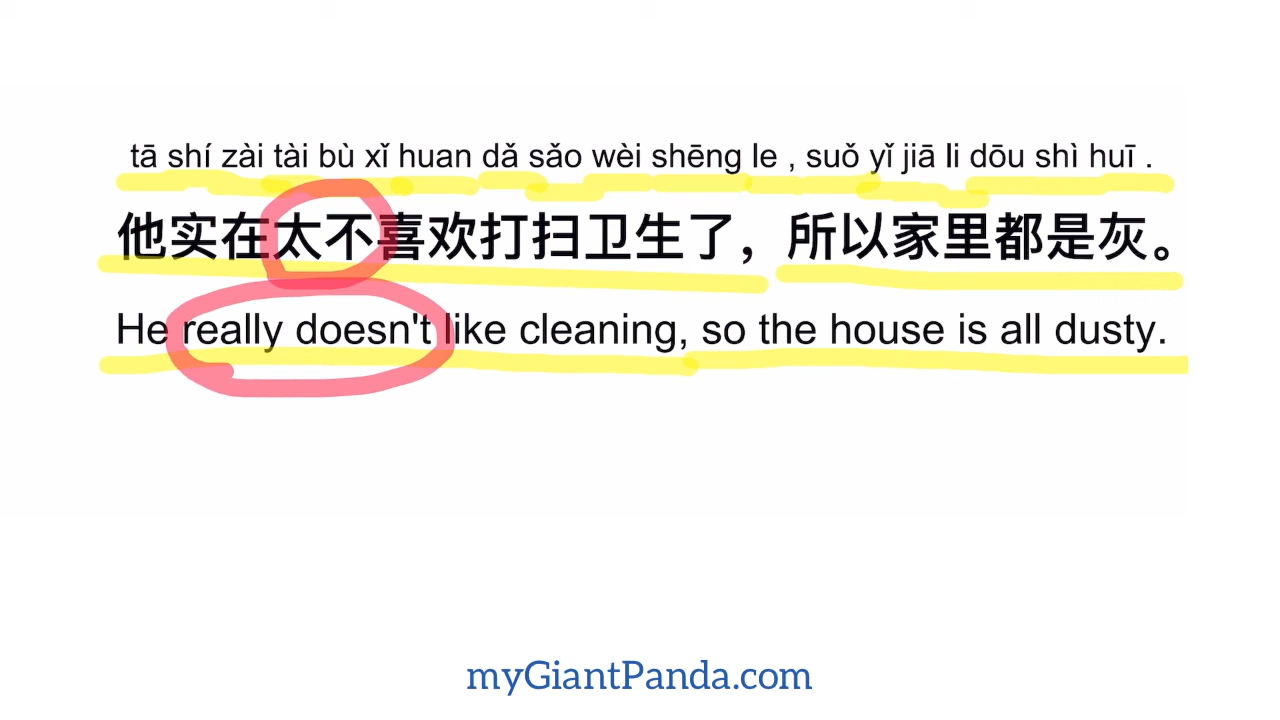 tā shí zài tài bù xǐ huan dǎ sǎo wèi shēng le , suǒ yǐ jiā li dōu shì huī .
他实在太不喜欢打扫卫生了，所以家里都是灰。
He really doesn't like cleaning, so the house is all dusty.
myGiantPanda.com